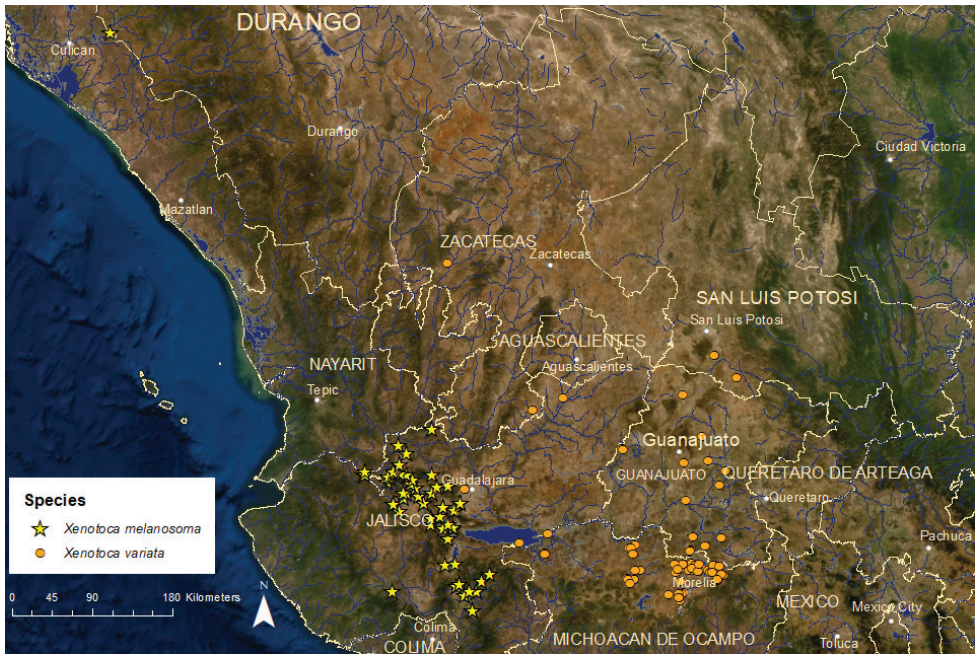 DURANGO
Culican
Durango
Ciudad Victoria
Mazatlan
ZACATECAS
Zacatecas
SAN LUIS POTOSI
San Luis Potosi
AGUASCALIENTES
Aguascalientes
NAYARIT
Tepic
Guanajuato
GUANAJUATO
QUERETARO DE ARTEAGA
Guadalajara
Queretaro
JALISCO
Pachuca
Morelia
MEXICO
Mexico City
Colima
COLIMA
MICHOACAN DE OCAMPO
Toluca
Species
Xenotoca melanosoma
Xenotoca variata
0 45 90 180 Kilometers
N